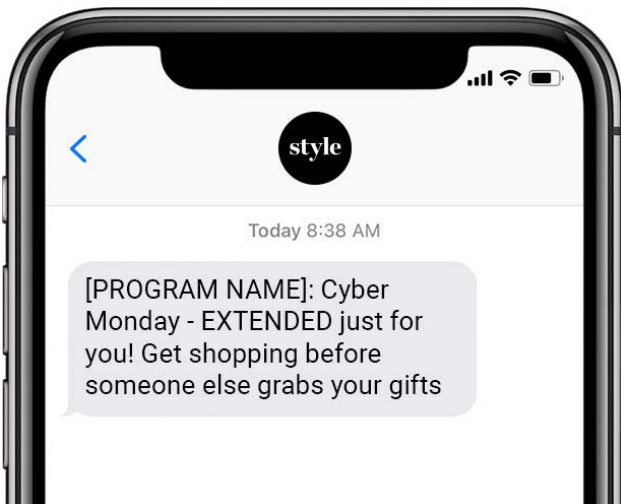 style
Today 8:38 AM
[PROGRAM NAME]: Cyber
Monday - EXTENDED just for
you! Get shopping before
someone else grabs your gifts